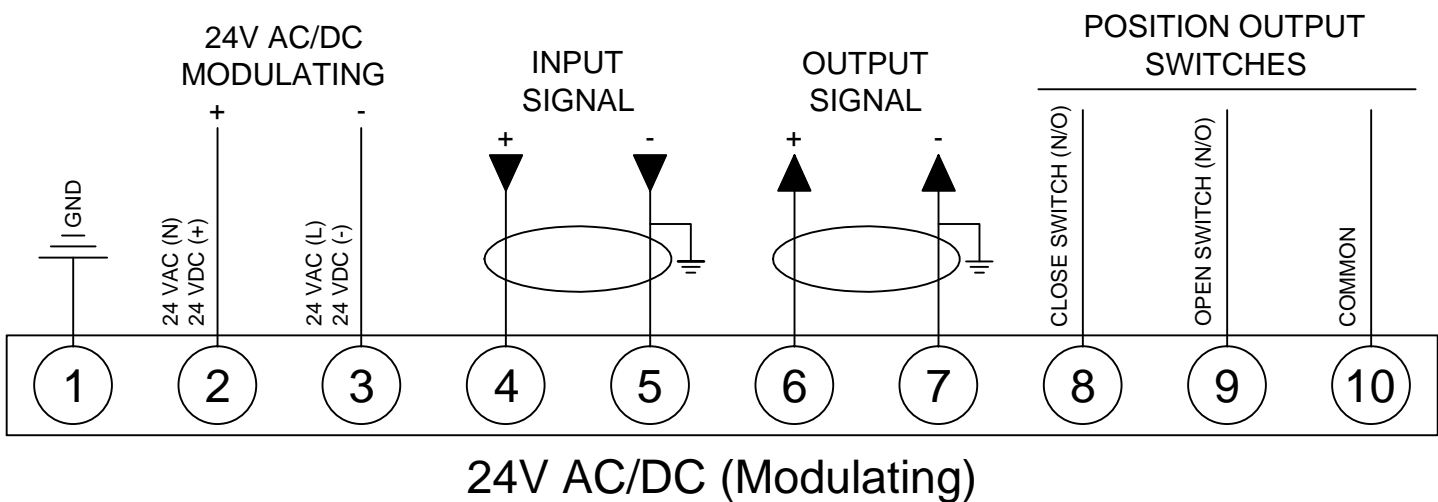 24V AC/DC
MODULATING
+
-
INPUT
SIGNAL
+
-
OUTPUT
SIGNAL
+
-
POSITION OUTPUT
SWITCHES
GND
24 VAC (N)
24 VDC (+)
24 VAC (L)
24 VDC (-)
CLOSE SWITCH (N/O)
OPEN SWITCH (N/O)
COMMON
1
2
3
4
5
6
7
8
9
10
24V AC/DC (Modulating)